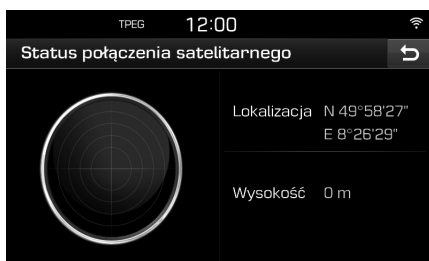 TPEG 12:00
Status połączenia satelitarnego
Lokalizacja N 49°58'27"
E 8°26'29"
Wysokość 0 m